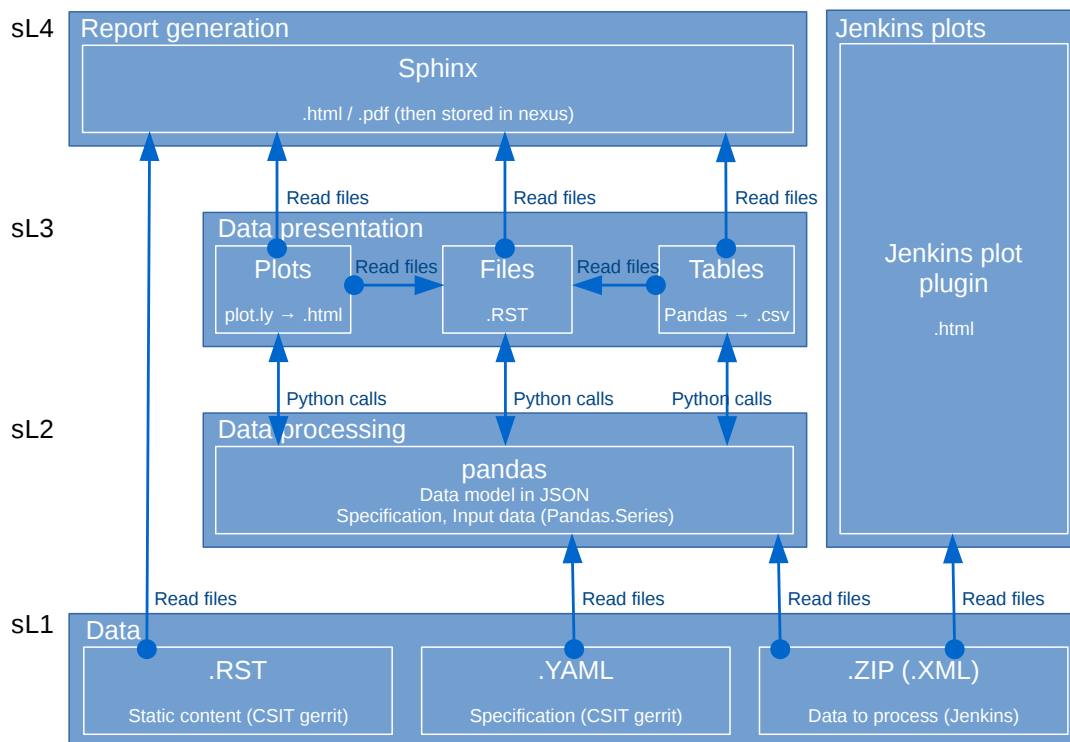 sL4
Report generation
Sphinx
.html / .pdf (then stored in nexus)
Jenkins plots
Jenkins plot
plugin
.html
Read files
Read files
Read files
sL3
Data presentation
Plots
plot.ly → .html
Read files
Files
.RST
Read files
Tables
Pandas → .csv
Python calls
Python calls
Python calls
sL2
Data processing
pandas
Data model in JSON
Specification, Input data (Pandas.Series)
Read files
Read files
Read files
Read files
sL1
Data
.RST
Static content (CSIT gerrit)
.YAML
Specification (CSIT gerrit)
.ZIP (.XML)
Data to process (Jenkins)